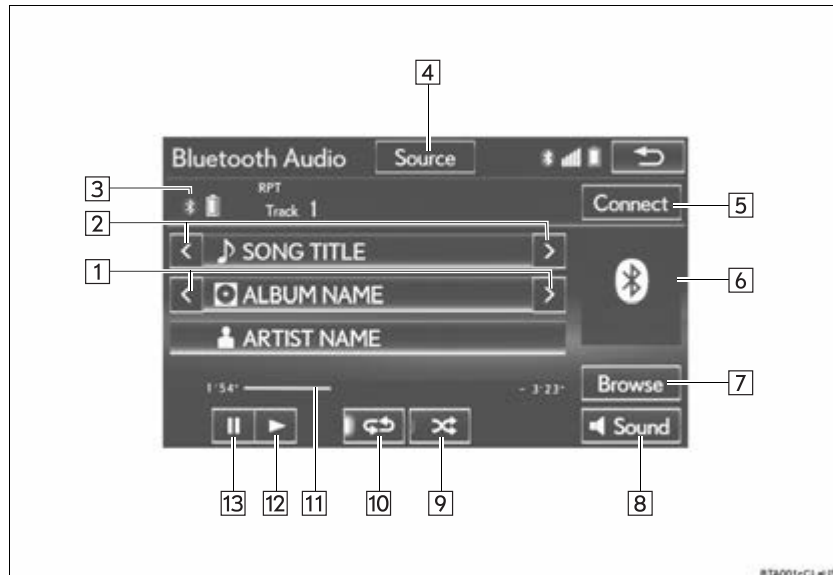 4
Bluetooth Audio Source
3
RPT
Track 1
Connect
5
2
SONG TITLE
1
ALBUM NAME
6
ARTIST NAME
1'54" - 3'23"
Browse
7
Sound
13 12 11 10 9 8